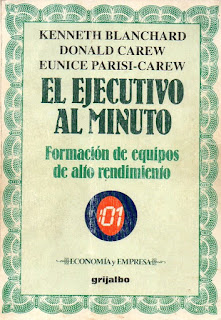 KENNETH BLANCHARD
DONALD CAREW
EUNICE PARISI-CAREW
EL EJECUTIVO
AL MINUTO
Formación de equipos
de alto rendimiento
01
ECONOMÍA y EMPRESA
grijalbo